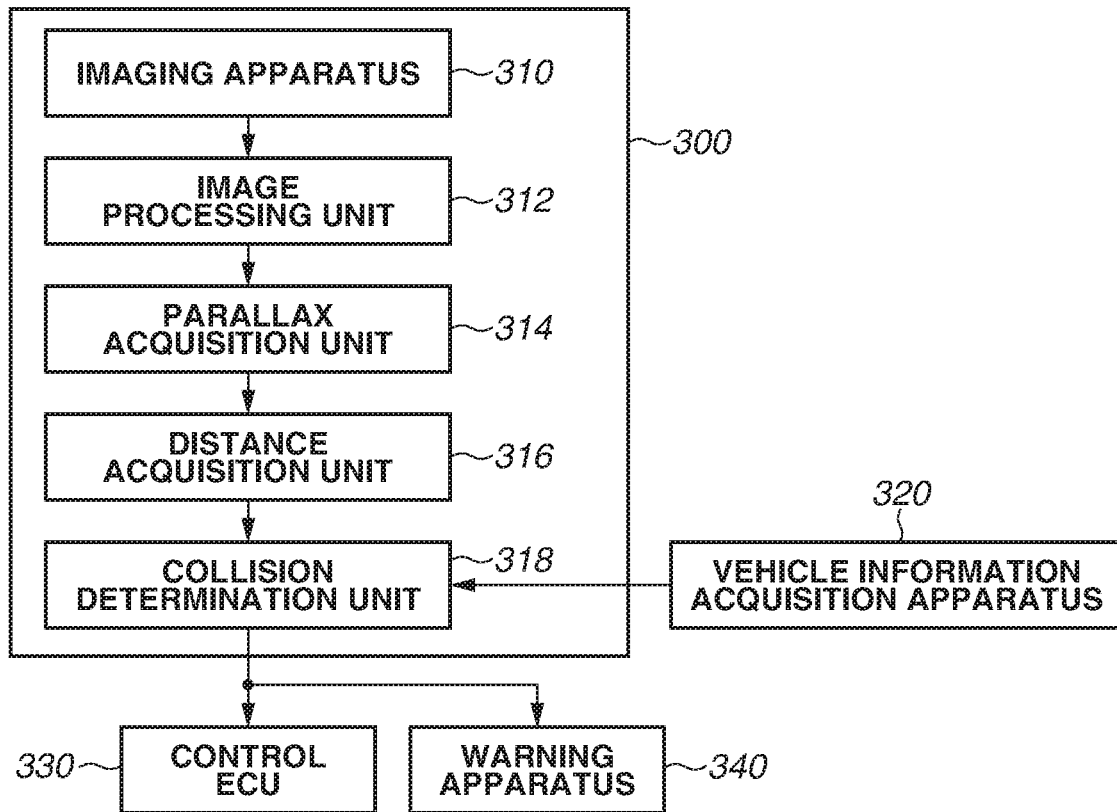 IMAGING APPARATUS
310
300
IMAGE
PROCESSING UNIT
312
PARALLAX
ACQUISITION UNIT
314
DISTANCE
ACQUISITION UNIT
316
320
COLLISION
DETERMINATION UNIT
318
VEHICLE INFORMATION
ACQUISITION APPARATUS
330
CONTROL
ECU
WARNING
APPARATUS
340